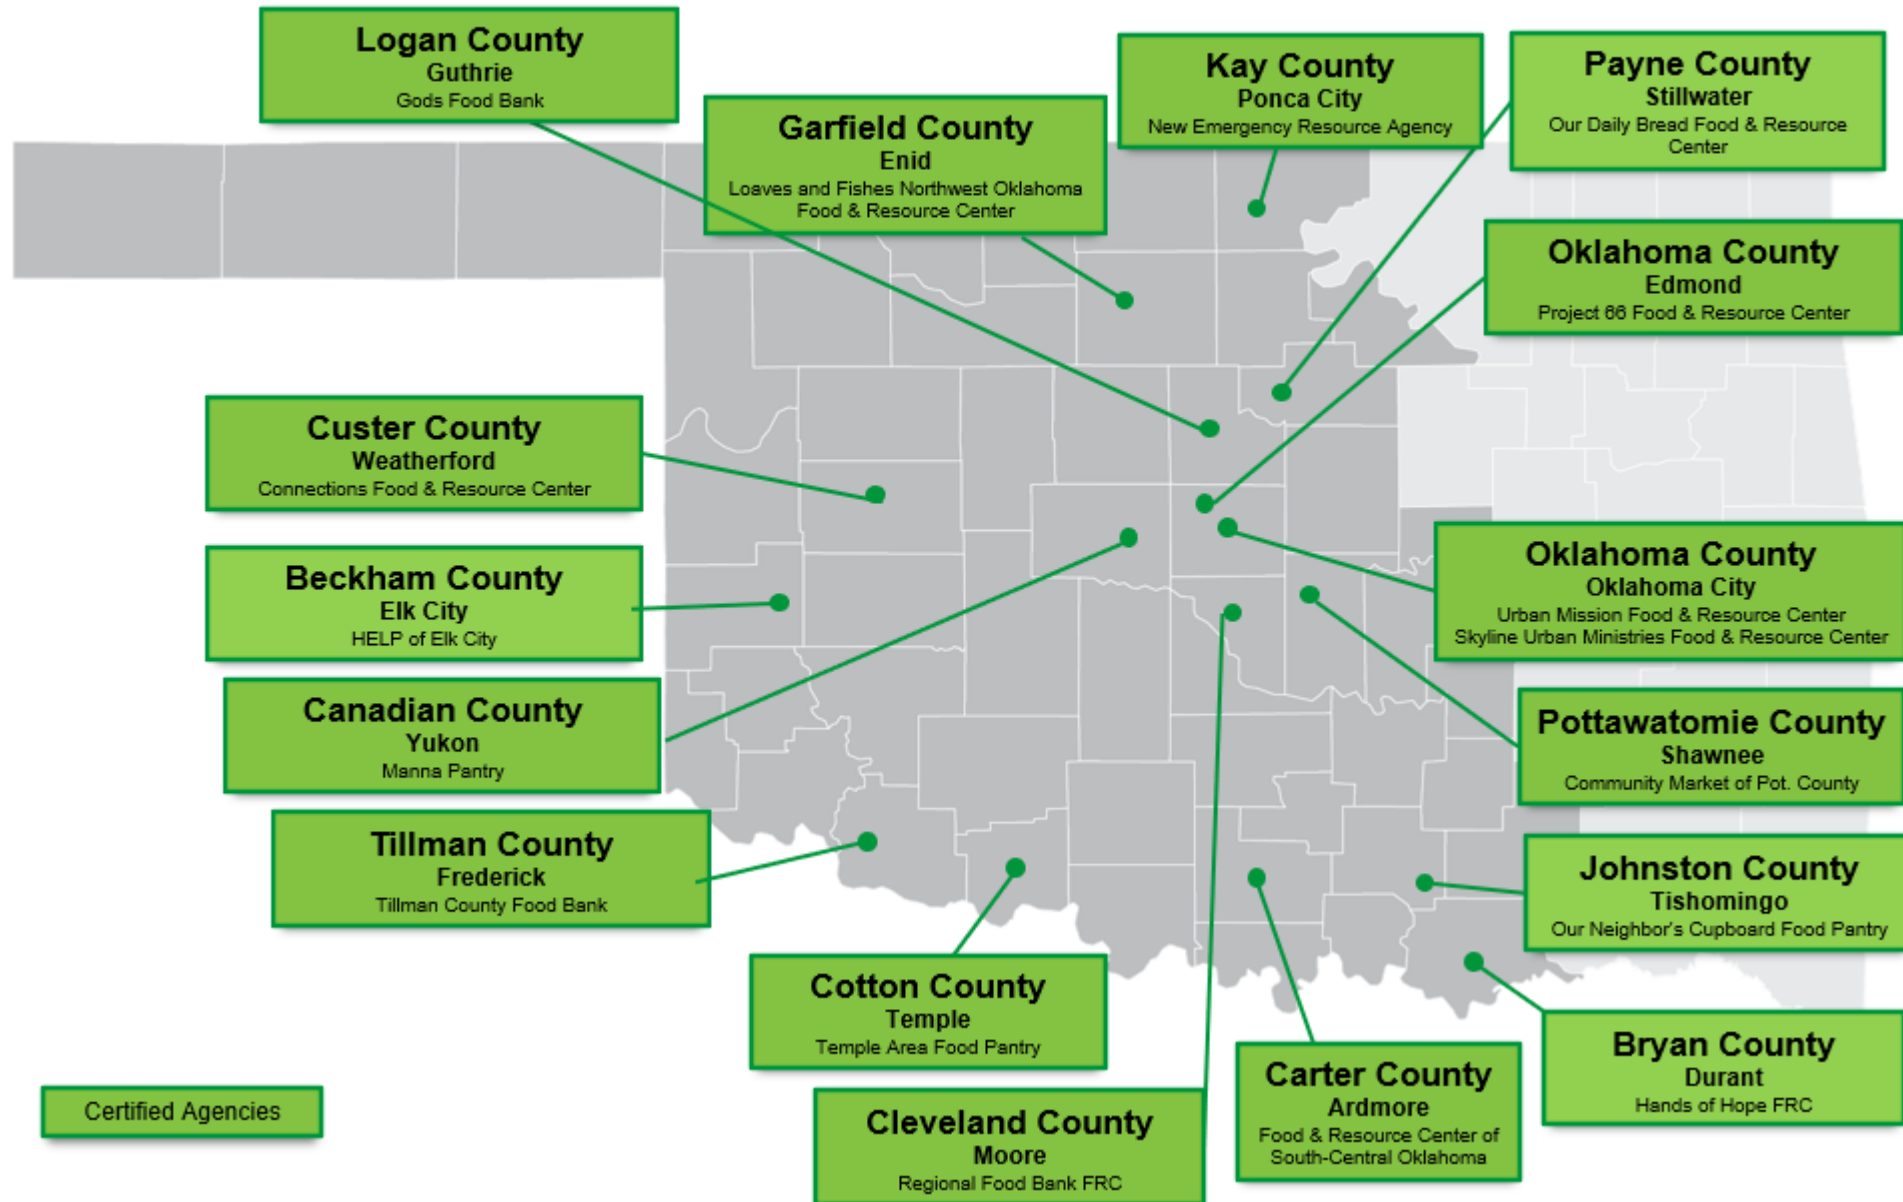 Logan County
Guthrie
Gods Food Bank
Kay County
Ponca City
New Emergency Resource Agency
Payne County
Stillwater
Our Daily Bread Food & Resource
Center
Garfield County
Enid
Loaves and Fishes Northwest Oklahoma
Food & Resource Center
Oklahoma County
Edmond
Project 66 Food & Resource Center
Custer County
Weatherford
Connections Food & Resource Center
Beckham County
Elk City
HELP of Elk City
Oklahoma County
Oklahoma City
Urban Mission Food & Resource Center
Skyline Urban Ministries Food & Resource Center
Canadian County
Yukon
Manna Pantry
Pottawatomie County
Shawnee
Community Market of Pot. County
Tillman County
Frederick
Tillman County Food Bank
Johnston County
Tishomingo
Our Neighbor's Cupboard Food Pantry
Cotton County
Temple
Temple Area Food Pantry
Bryan County
Durant
Hands of Hope FRC
Carter County
Ardmore
Food & Resource Center of
South-Central Oklahoma
Cleveland County
Moore
Regional Food Bank FRC
Certified Agencies